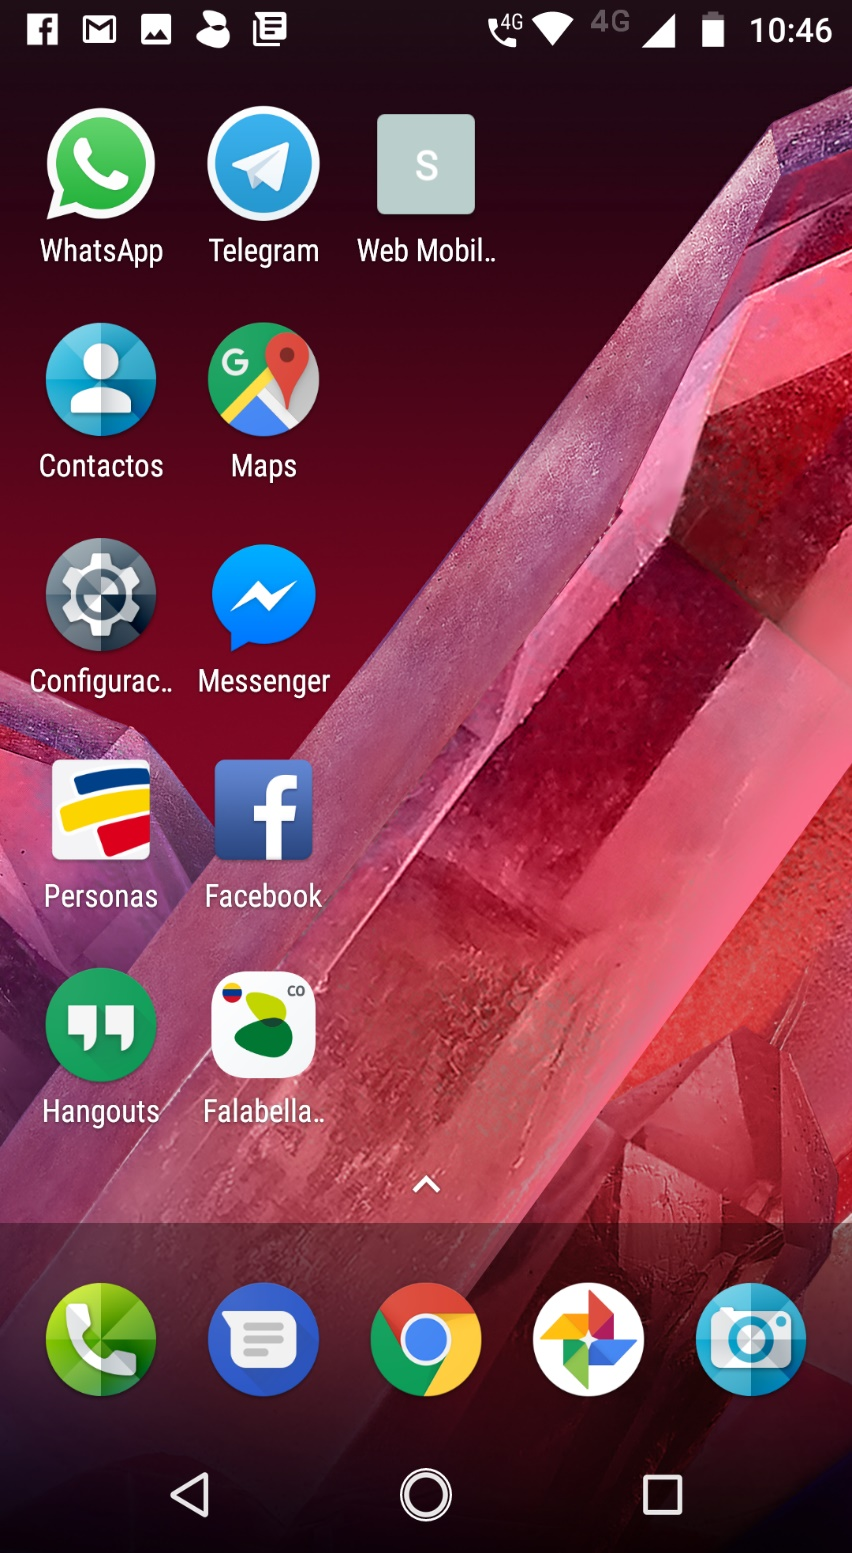 4G 4G 10:46
S
WhatsApp Telegram Web Mobil..
G
Contactos Maps
Configurac.. Messenger
Personas Facebook
CO
Hangouts Falabella..